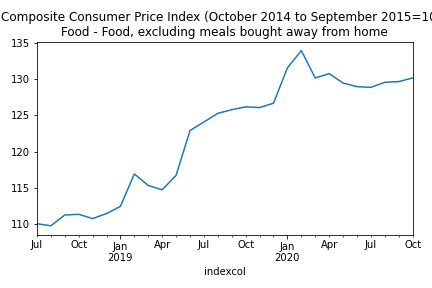 Composite Consumer Price Index (October 2014 to September 2015=10
Food - Food, excluding meals bought away from home
135
130
125
120
115
110
Jul Oct Jan Apr Jul Oct Jan Apr Jul Oct
2019 2020
indexcol